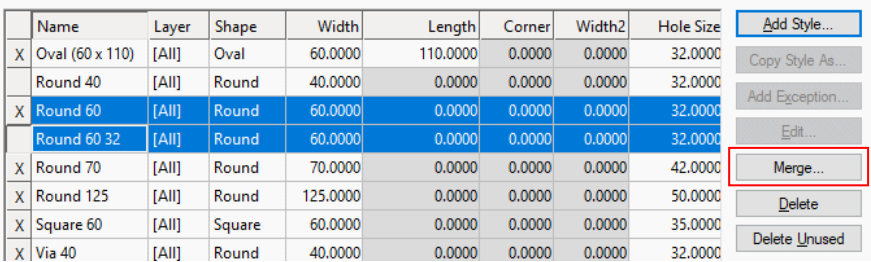 Name Layer Shape Width Length Corner Width2 Hole Size
X Oval (60 x 110) [All] Oval 60.0000 110.0000 0.0000 0.0000 32.0000
Round 40 [All] Round 40.0000 0.0000 0.0000 0.0000 32.0000
X Round 60 [All] Round 60.0000 0.0000 0.0000 0.0000 32.0000
Round 60 32 [All] Round 60.0000 0.0000 0.0000 0.0000 32.0000
X Round 70 [All] Round 70.0000 0.0000 0.0000 0.0000 42.0000
X Round 125 [All] Round 125.0000 0.0000 0.0000 0.0000 50.0000
X Square 60 [All] Square 60.0000 0.0000 0.0000 0.0000 35.0000
X Via 40 [All] Round 40.0000 0.0000 0.0000 0.0000 32.0000
Add Style...
Copy Style As...
Add Exception...
Edit...
Merge...
Delete
Delete Unused